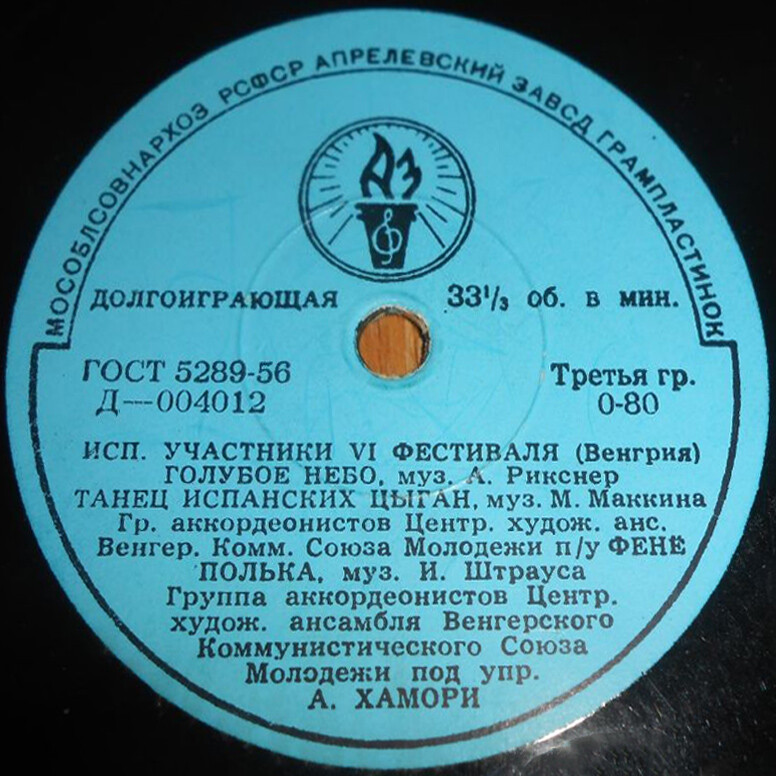 МОСОБЛСОВНАРХОЗ РСФСР АПРЕЛЕВСКИЙ ЗАВОД ГРАМПЛАСТИНОК
АЗ
ДОЛГОИГРАЮЩАЯ 33⅓ об. в мин.
ГОСТ 5289-56 Третья гр.
Д—004012 0-80
ИСП. УЧАСТНИКИ VI ФЕСТИВАЛЯ (Венгрия)
ГОЛУБОЕ НЕБО, муз. А. Рикснер
ТАНЕЦ ИСПАНСКИХ ЦЫГАН, муз. М. Маккина
Гр. аккордеонистов Центр. худож. анс.
Венгер. Комм. Союза Молодежи п/у ФЕНЕ
ПОЛЬКА, муз. И. Штрауса
Группа аккордеонистов Центр.
худож. ансамбля Венгерского
Коммунистического Союза
Молодежи под упр.
А. ХАМОРИ